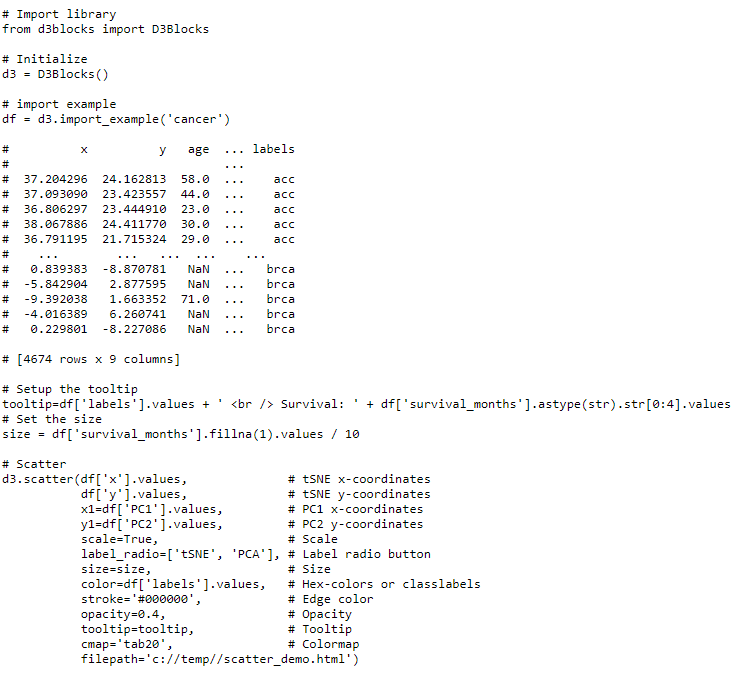 # Import library
from d3blocks import D3Blocks

# Initialize
d3 = D3Blocks()

# import example
df = d3.import_example('cancer')

#          x          y   age  ... labels
#                              ...
#  37.204296  24.162813  58.0  ...    acc
#  37.093090  23.423557  44.0  ...    acc
#  36.806297  23.444910  23.0  ...    acc
#  38.067886  24.411770  30.0  ...    acc
#  36.791195  21.715324  29.0  ...    acc
#    ...        ...   ...  ...    ...
#   0.839383  -8.870781   NaN  ...   brca
#  -5.842904   2.877595   NaN  ...   brca
#  -9.392038   1.663352  71.0  ...   brca
#  -4.016389   6.260741   NaN  ...   brca
#   0.229801  -8.227086   NaN  ...   brca

# [4674 rows x 9 columns]

# Setup the tooltip
tooltip=df['labels'].values + ' <br /> Survival: ' + df['survival_months'].astype(str).str[0:4].values
# Set the size
size = df['survival_months'].fillna(1).values / 10

# Scatter
d3.scatter(df['x'].values,              # tSNE x-coordinates
           df['y'].values,              # tSNE y-coordinates
           x1=df['PC1'].values,         # PC1 x-coordinates
           y1=df['PC2'].values,         # PC2 y-coordinates
           scale=True,                  # Scale
           label_radio=['tSNE', 'PCA'], # Label radio button
           size=size,                   # Size
           color=df['labels'].values,   # Hex-colors or classlabels
           stroke='#000000',            # Edge color
           opacity=0.4,                 # Opacity
           tooltip=tooltip,             # Tooltip
           cmap='tab20',                # Colormap
           filepath='c://temp//scatter_demo.html')